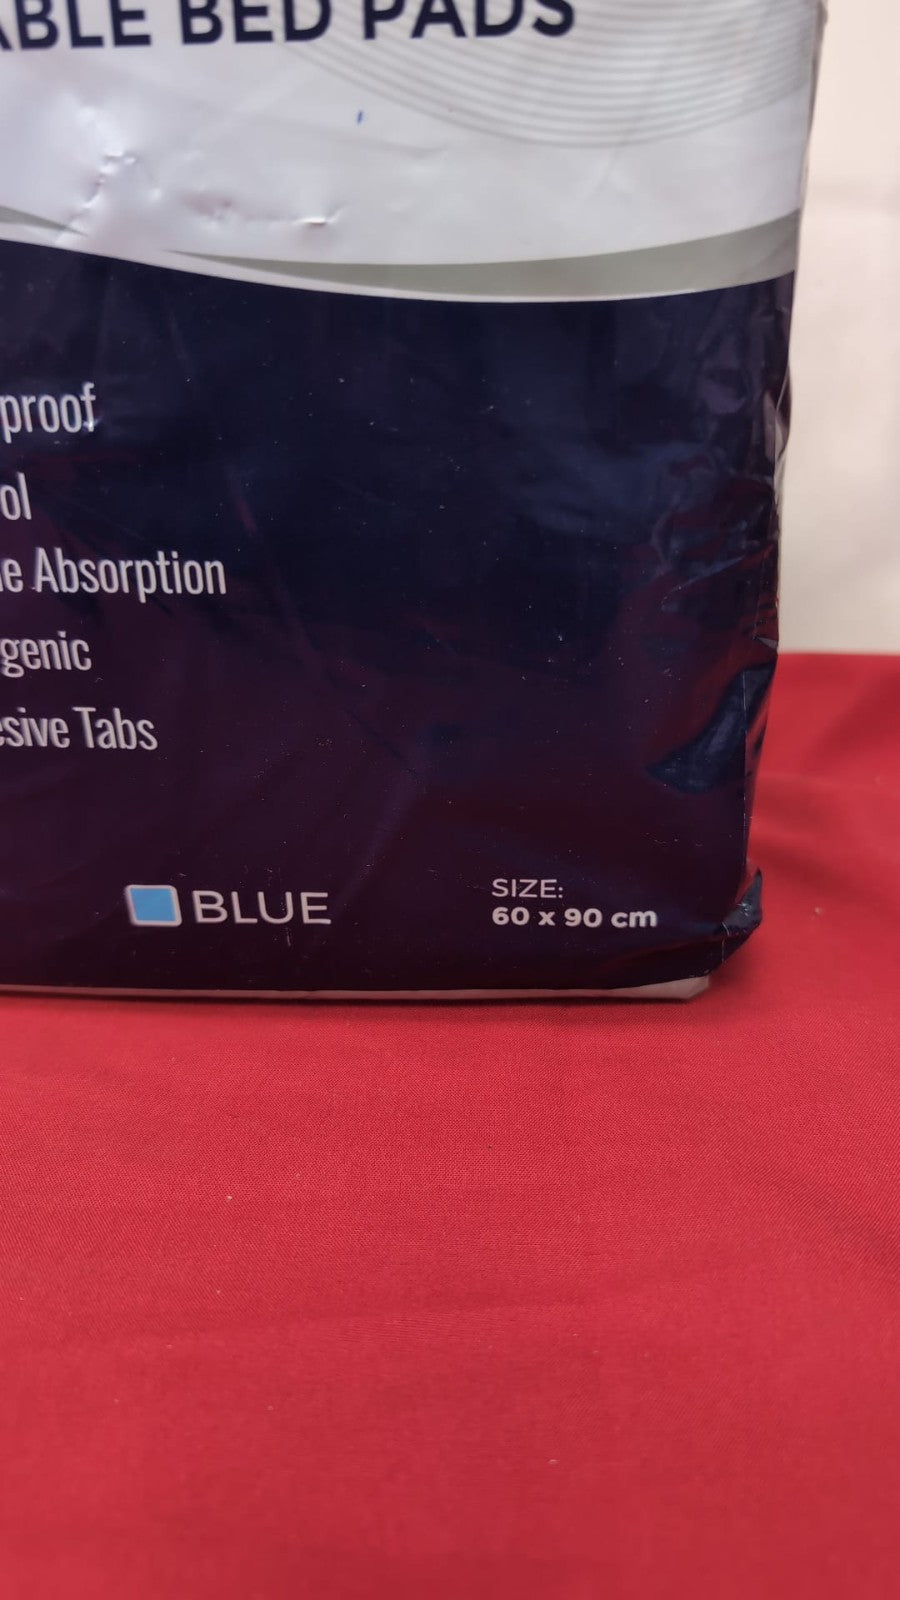 ABLE BED PADS
proof
ol
e Absorption
genic
esive Tabs
BLUE
SIZE:
60 x 90 cm